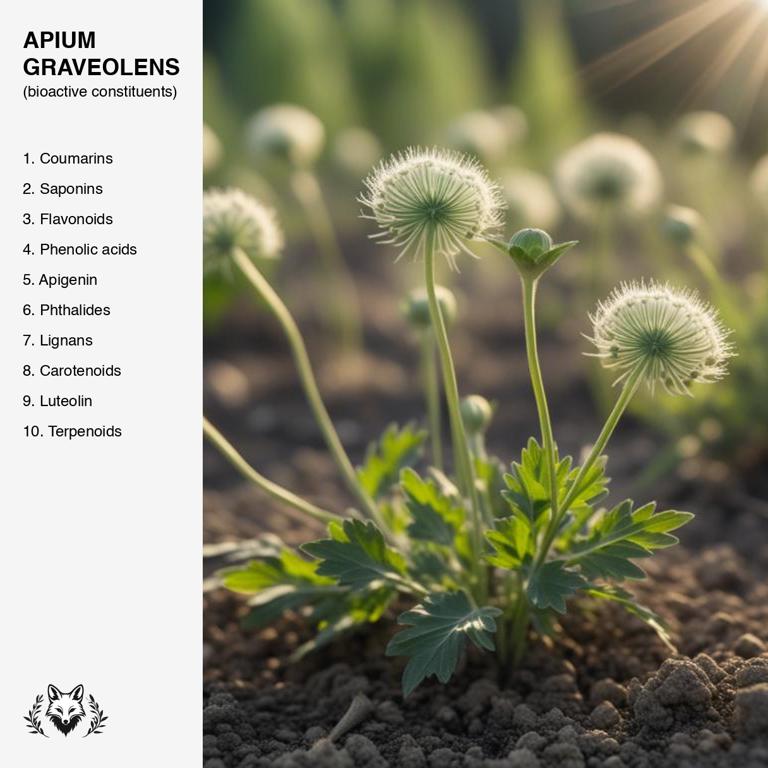 APIUM
GRAVEOLENS
(bioactive constituents)
1. Coumarins
2. Saponins
3. Flavonoids
4. Phenolic acids
5. Apigenin
6. Phthalides
7. Lignans
8. Carotenoids
9. Luteolin
10. Terpenoids